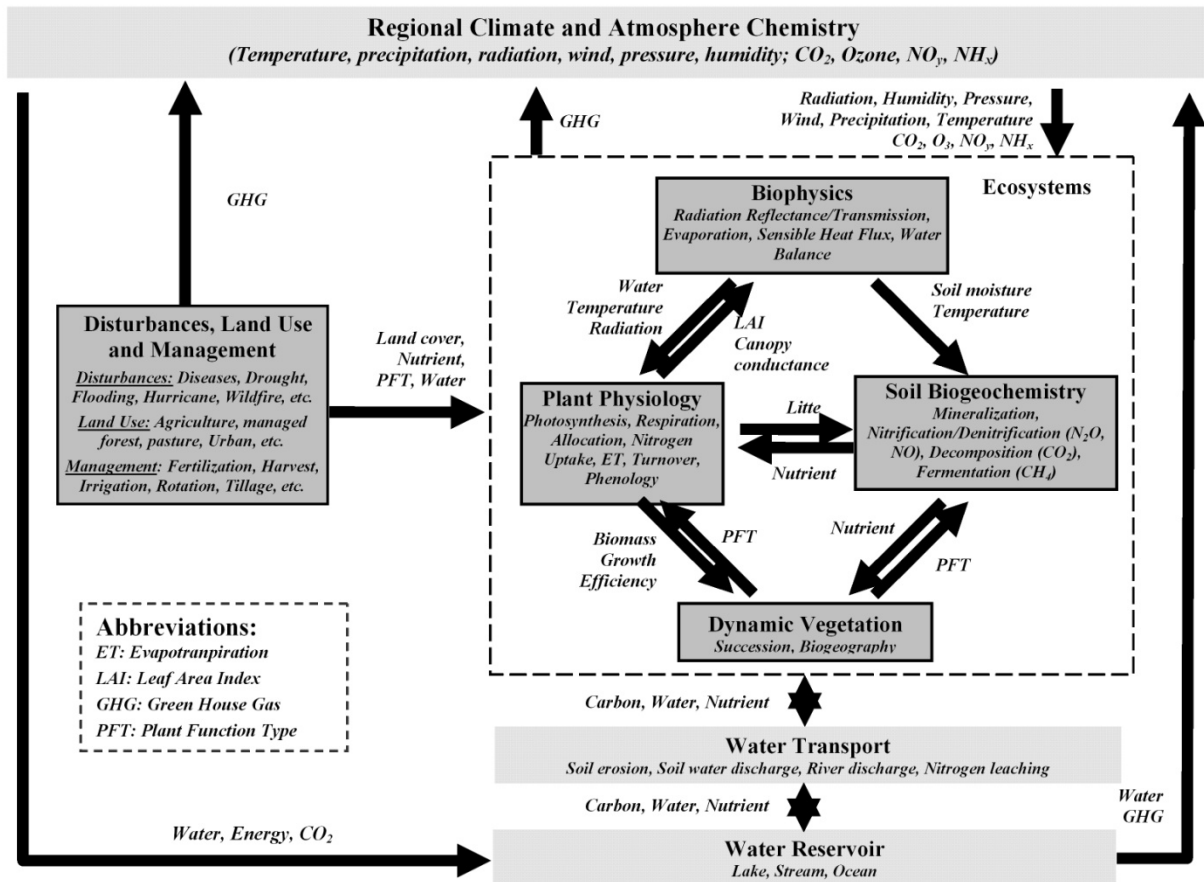 Regional Climate and Atmosphere Chemistry
(Temperature, precipitation, radiation, wind, pressure, humidity; CO₂, Ozone, NOᵧ, NHₓ)
GHG
Radiation, Humidity, Pressure,
Wind, Precipitation, Temperature
CO₂, O₃, NOᵧ, NHₓ
GHG
Ecosystems
Biophysics
Radiation Reflectance/Transmission,
Evaporation, Sensible Heat Flux, Water
Balance
Water
Temperature
Radiation
LAI
Canopy
conductance
Soil moisture
Temperature
Disturbances, Land Use
and Management
Disturbances: Diseases, Drought,
Flooding, Hurricane, Wildfire, etc.
Land Use: Agriculture, managed
forest, pasture, Urban, etc.
Management: Fertilization, Harvest,
Irrigation, Rotation, Tillage, etc.
Land cover,
Nutrient,
PFT, Water
Plant Physiology
Photosynthesis, Respiration,
Allocation, Nitrogen
Uptake, ET, Turnover,
Phenology
Litte
Nutrient
Soil Biogeochemistry
Mineralization,
Nitrification/Denitrification (N₂O,
NO), Decomposition (CO₂),
Fermentation (CH₄)
Biomass
Growth
Efficiency
PFT
Nutrient
PFT
Dynamic Vegetation
Succession, Biogeography
Abbreviations:
ET: Evapotranpiration
LAI: Leaf Area Index
GHG: Green House Gas
PFT: Plant Function Type
Carbon, Water, Nutrient
Water Transport
Soil erosion, Soil water discharge, River discharge, Nitrogen leaching
Carbon, Water, Nutrient
Water
GHG
Water, Energy, CO₂
Water Reservoir
Lake, Stream, Ocean